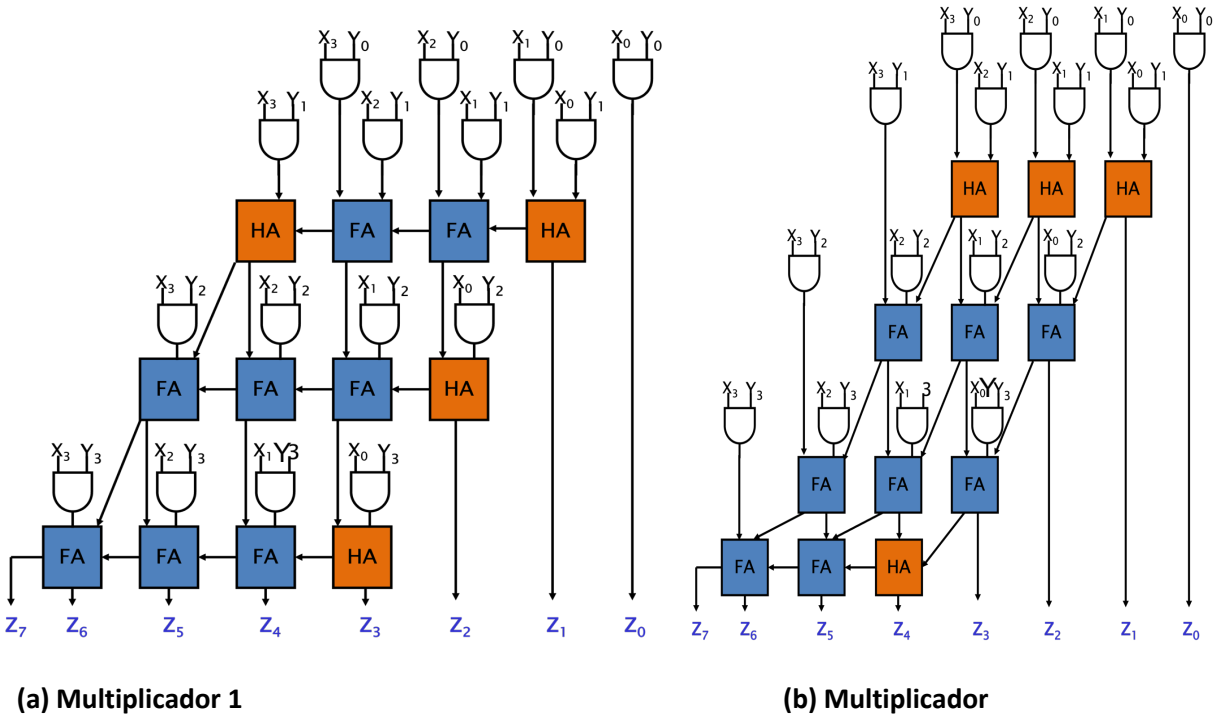 X₃ Y₀ X₂ Y₀ X₁ Y₀ X₀ Y₀
X₃ Y₁ X₂ Y₁ X₁ Y₁ X₀ Y₁
HA FA FA HA
X₃ Y₂ X₂ Y₂ X₁ Y₂ X₀ Y₂
FA FA FA HA
X₃ Y₃ X₂ Y₃ X₁ Y3 X₀ Y₃
FA FA FA HA
Z₇ Z₆ Z₅ Z₄ Z₃ Z₂ Z₁ Z₀
(a) Multiplicador 1
X₃ Y₀ X₂ Y₀ X₁ Y₀ X₀ Y₀
X₃ Y₁ X₂ Y₁ X₁ Y₁ X₀ Y₁
HA HA HA
X₃ Y₂ X₂ Y₂ X₁ Y₂ X₀ Y₂
FA FA FA
X₃ Y₃ X₂ Y₃ X₁ 3 X₀ Y Y₃
FA FA FA
FA FA HA
Z₇ Z₆ Z₅ Z₄ Z₃ Z₂ Z₁ Z₀
(b) Multiplicador